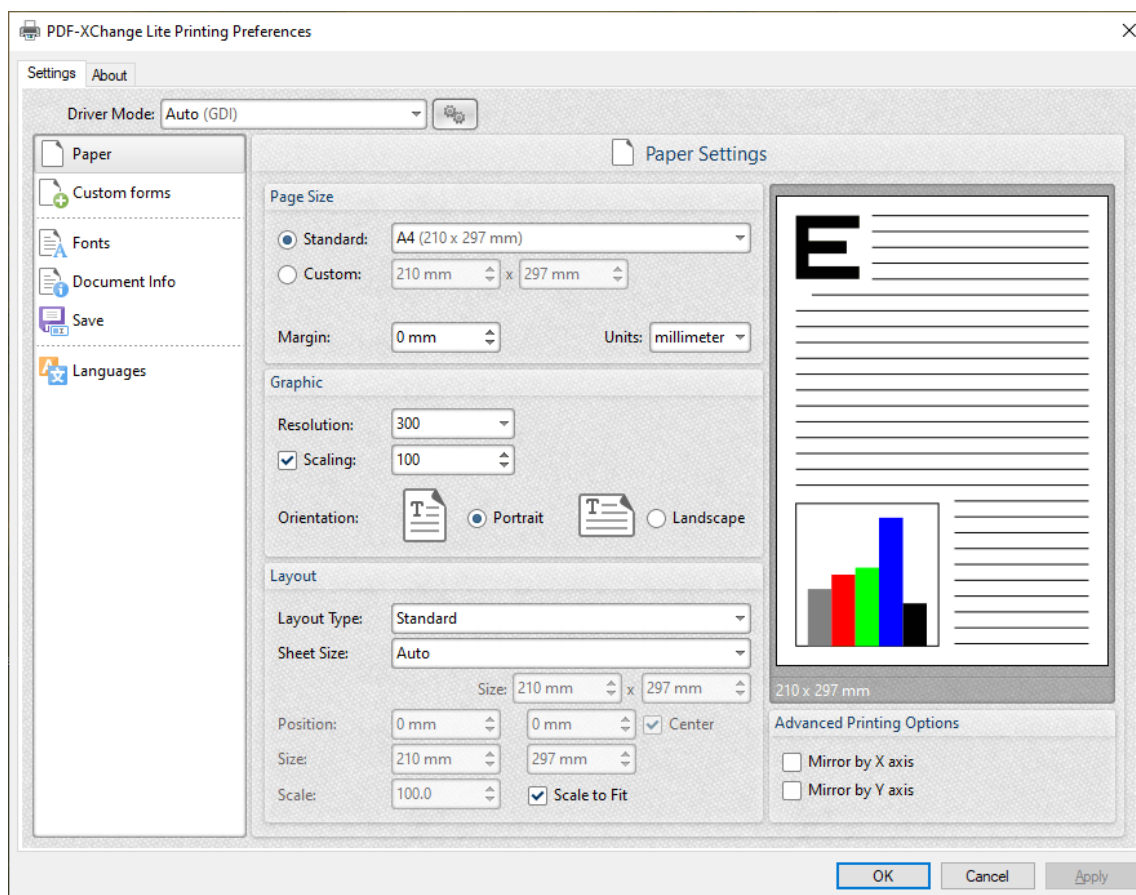 PDF-XChange Lite Printing Preferences
Settings About
Driver Mode: Auto (GDI)
Paper
Custom forms
Fonts
Document Info
Save
Languages
Paper Settings
Page Size
Standard: A4 (210 x 297 mm)
Custom: 210 mm x 297 mm
Margin: 0 mm Units: millimeter
Graphic
Resolution: 300
Scaling: 100
Orientation: T Portrait T Landscape
Layout
Layout Type: Standard
Sheet Size: Auto
Size: 210 mm x 297 mm
Position: 0 mm 0 mm Center
Size: 210 mm 297 mm
Scale: 100.0 Scale to Fit
E
210 x 297 mm
Advanced Printing Options
Mirror by X axis
Mirror by Y axis
OK Cancel Apply